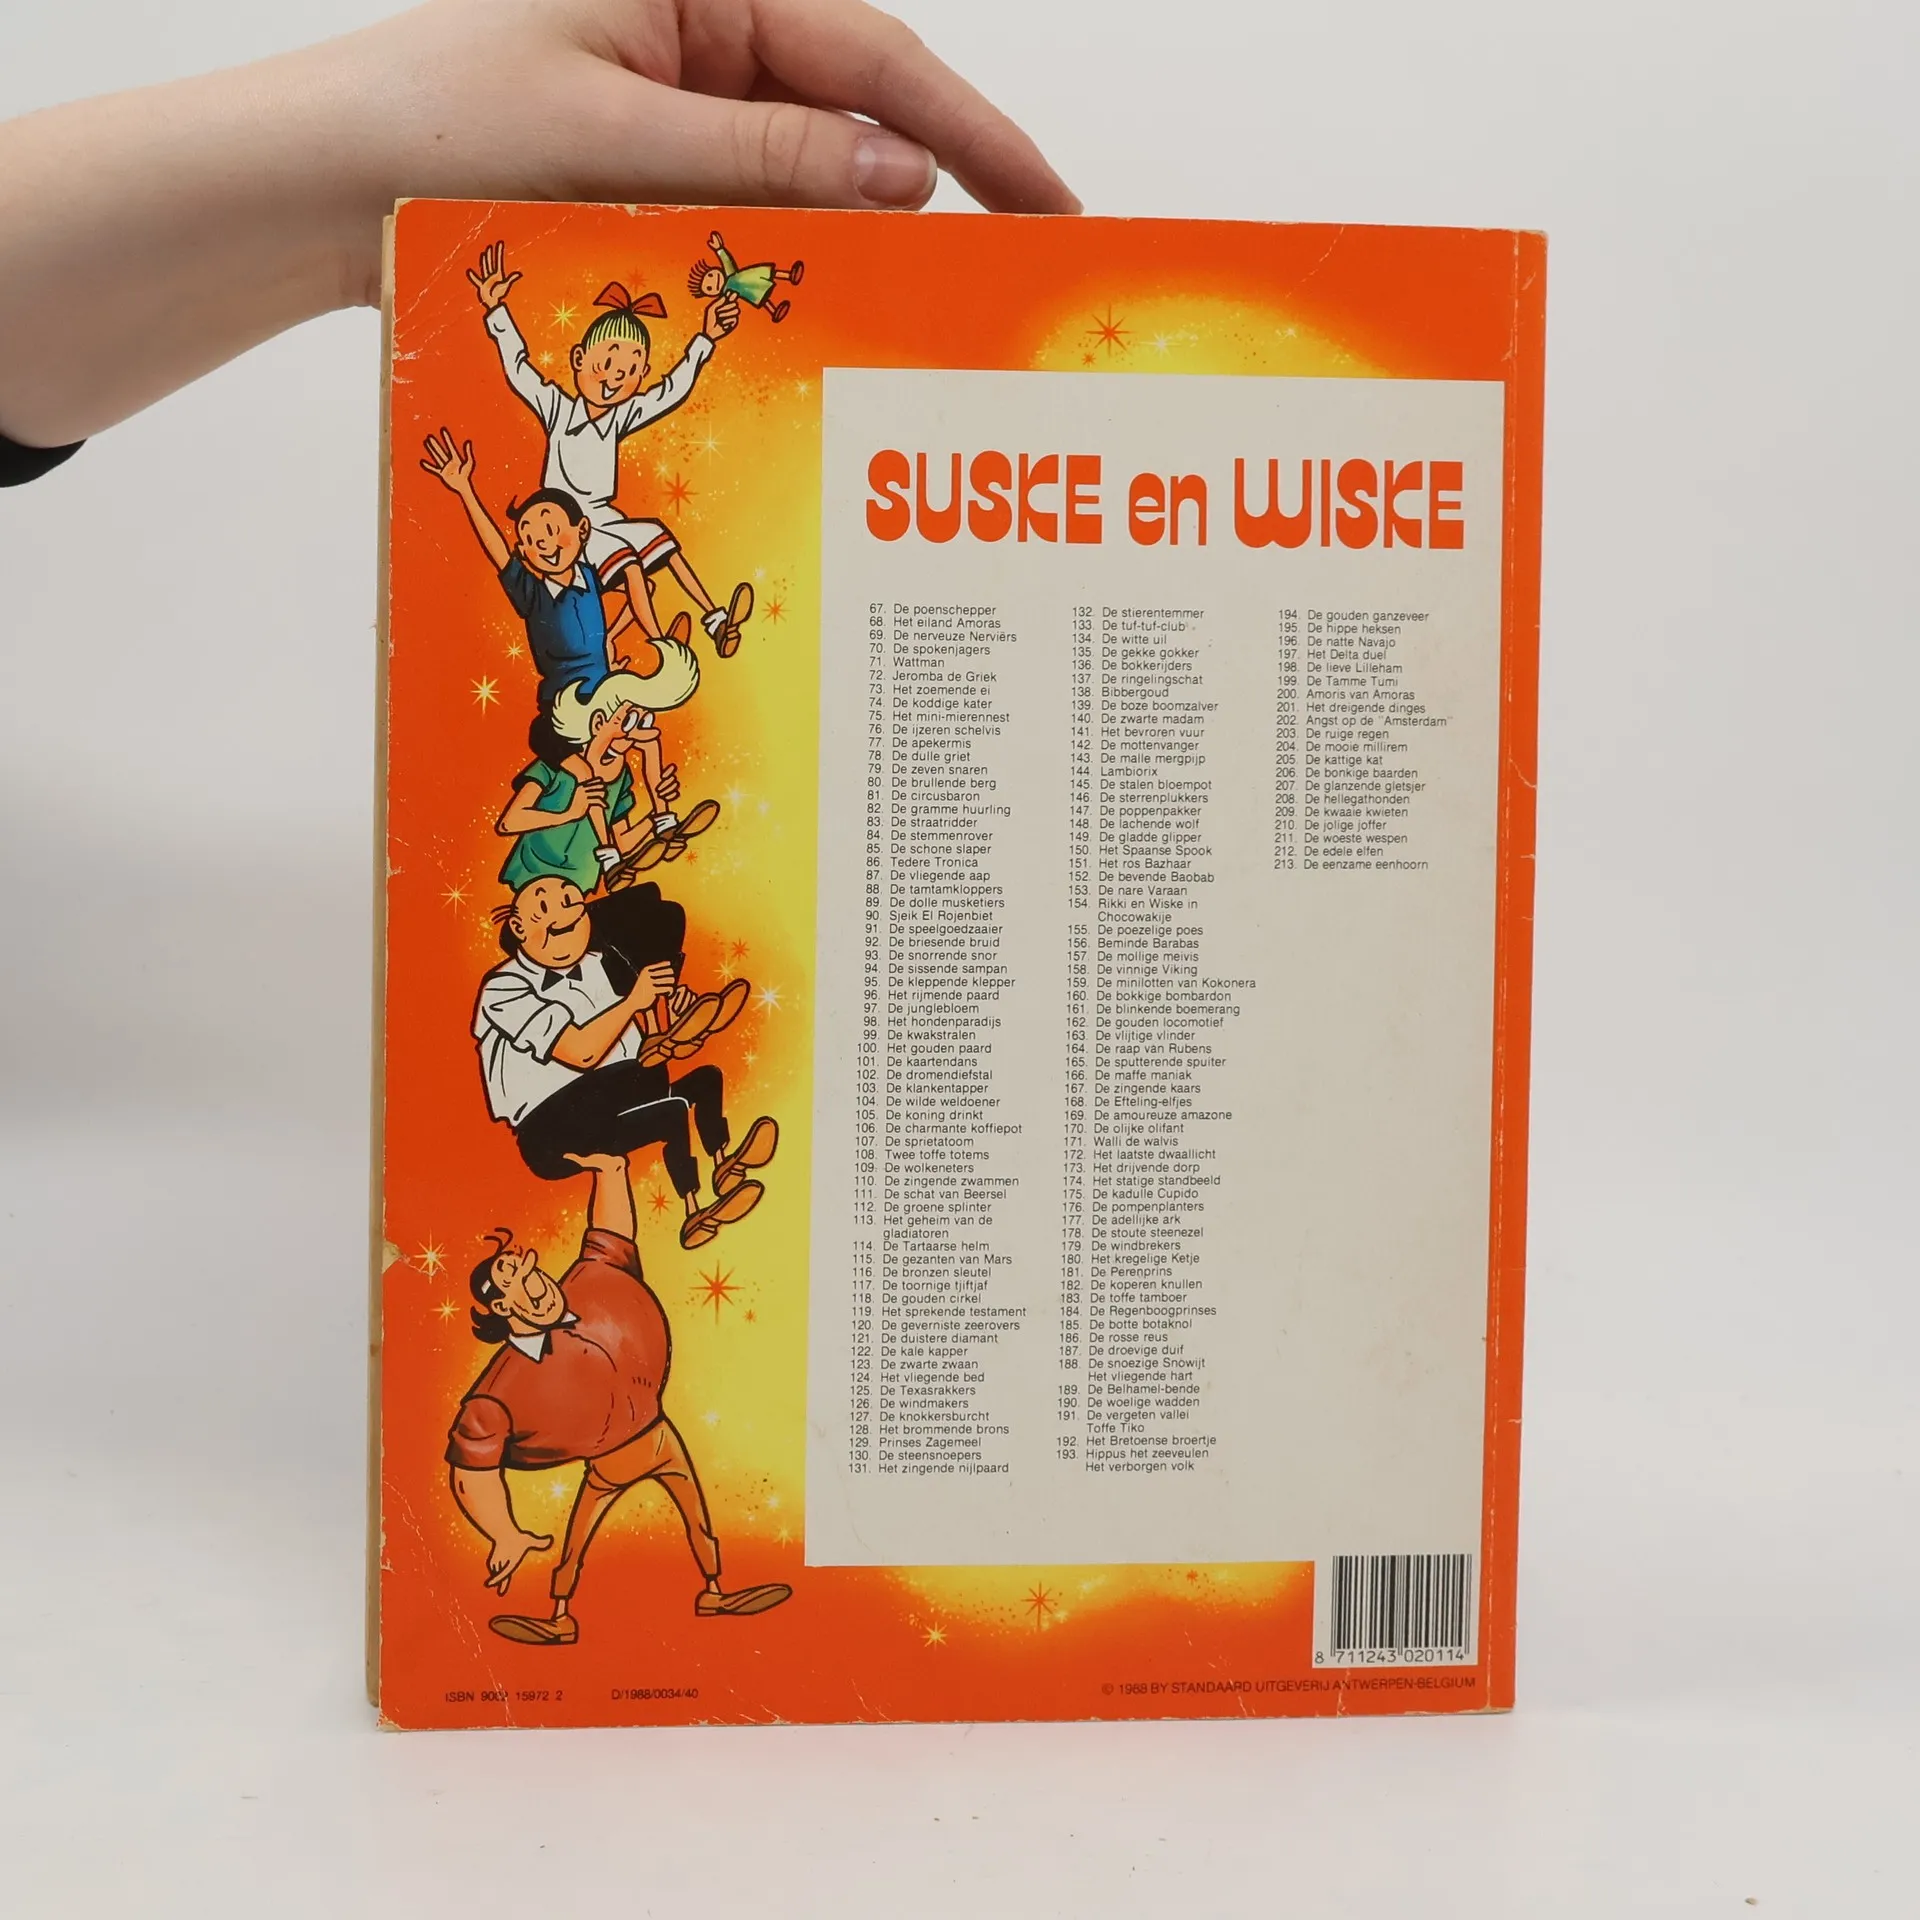 SUSKE en WISKE
67. De poenschepper
68. Het eiland Amoras
69. De nerveuze Nerviërs
70. De spokenjagers
71. Wattman
72. Jeromba de Griek
73. Het zoemende ei
74. De koddige kater
75. Het mini-mierennest
76. De ijzeren schelvis
77. De apekermis
78. De dulle griet
79. De zeven snaren
80. De brullende berg
81. De circusbaron
82. De gramme huurling
83. De straatridder
84. De stemmenrover
85. De schone slaper
86. Tedere Tronica
87. De vliegende aap
88. De tamtamkloppers
89. De dolle musketiers
90. Sjeik El Rojenbiet
91. De speelgoedzaaier
92. De briesende bruid
93. De snorrende snor
94. De sissende sampan
95. De kleppende klepper
96. Het rijmende paard
97. De junglebloem
98. Het hondenparadijs
99. De kwakstralen
100. Het gouden paard
101. De kaartendans
102. De dromendiefstal
103. De klankentapper
104. De wilde weldoener
105. De koning drinkt
106. De charmante koffiepot
107. De sprietatoom
108. Twee toffe totems
109. De wolkeneters
110. De zingende zwammen
111. De schat van Beersel
112. De groene splinter
113. Het geheim van de
gladiatoren
114. De Tartaarse helm
115. De gezanten van Mars
116. De bronzen sleutel
117. De toornige tjiftjaf
118. De gouden cirkel
119. Het sprekende testament
120. De geverniste zeerovers
121. De duistere diamant
122. De kale kapper
123. De zwarte zwaan
124. Het vliegende bed
125. De Texasrakkers
126. De windmakers
127. De knokkersburcht
128. Het brommende brons
129. Prinses Zagemeel
130. De steensnoepers
131. Het zingende nijlpaard
132. De stierentemmer
133. De tuf-tuf-club
134. De witte uil
135. De gekke gokker
136. De bokkerijders
137. De ringelingschat
138. Bibbergoud
139. De boze boomzalver
140. De zwarte madam
141. Het bevroren vuur
142. De mottenvanger
143. De malle mergpijp
144. Lambiorix
145. De stalen bloempot
146. De sterrenplukkers
147. De poppenpakker
148. De lachende wolf
149. De gladde glipper
150. Het Spaanse Spook
151. Het ros Bazhaar
152. De bevende Baobab
153. De nare Varaan
154. Rikki en Wiske in
Chocowakije
155. De poezelige poes
156. Beminde Barabas
157. De mollige meivis
158. De vinnige Viking
159. De minilotten van Kokonera
160. De bokkige bombardon
161. De blinkende boemerang
162. De gouden locomotief
163. De vlijtige vlinder
164. De raap van Rubens
165. De sputterende spuiter
166. De maffe maniak
167. De zingende kaars
168. De Efteling-elfjes
169. De amoureuze amazone
170. De olijke olifant
171. Walli de walvis
172. Het laatste dwaallicht
173. Het drijvende dorp
174. Het statige standbeeld
175. De kadulle Cupido
176. De pompenplanters
177. De adellijke ark
178. De stoute steenezel
179. De windbrekers
180. Het kregelige Ketje
181. De Perenprins
182. De koperen knullen
183. De toffe tamboer
184. De Regenboogprinses
185. De botte botaknol
186. De rosse reus
187. De droevige duif
188. De snoezige Snowijt
Het vliegende hart
189. De Belhamel-bende
190. De woelige wadden
191. De vergeten vallei
Toffe Tiko
192. Het Bretoense broertje
193. Hippus het zeeveulen
Het verborgen volk
194. De gouden ganzeveer
195. De hippe heksen
196. De natte Navajo
197. Het Delta duel
198. De lieve Lilleham
199. De Tamme Tumi
200. Amoris van Amoras
201. Het dreigende dinges
202. Angst op de "Amsterdam"
203. De ruige regen
204. De mooie millirem
205. De kattige kat
206. De bonkige baarden
207. De glanzende gletsjer
208. De hellegathonden
209. De kwaaie kwieten
210. De jolige joffer
211. De woeste wespen
212. De edele elfen
213. De eenzame eenhoorn
8 711243 020114
ISBN 9002 15972 2
D/1988/0034/40
© 1988 BY STANDAARD UITGEVERIJ ANTWERPEN-BELGIUM